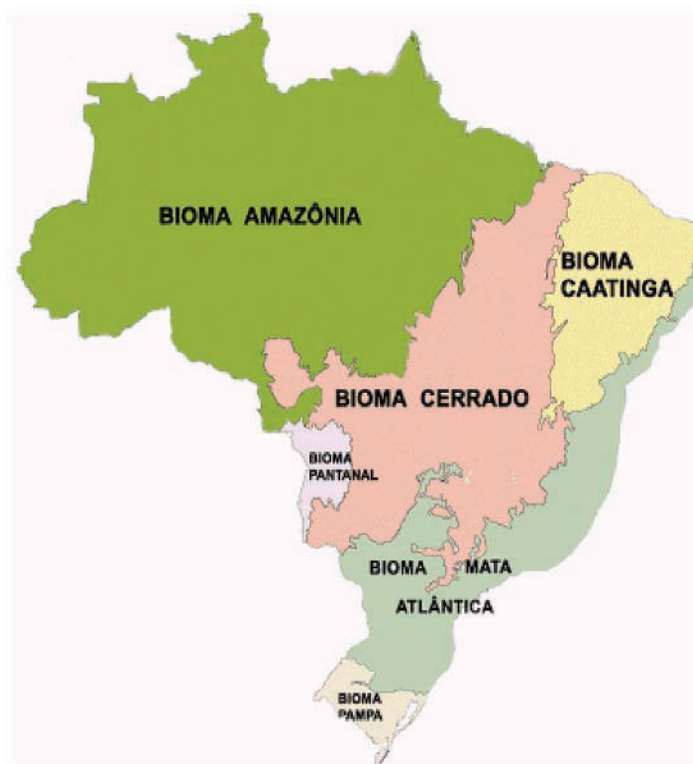 BIOMA AMAZÔNIA
BIOMA
CAATINGA
BIOMA CERRADO
BIOMA
PANTANAL
BIOMA MATA
ATLÂNTICA
BIOMA
PAMPA